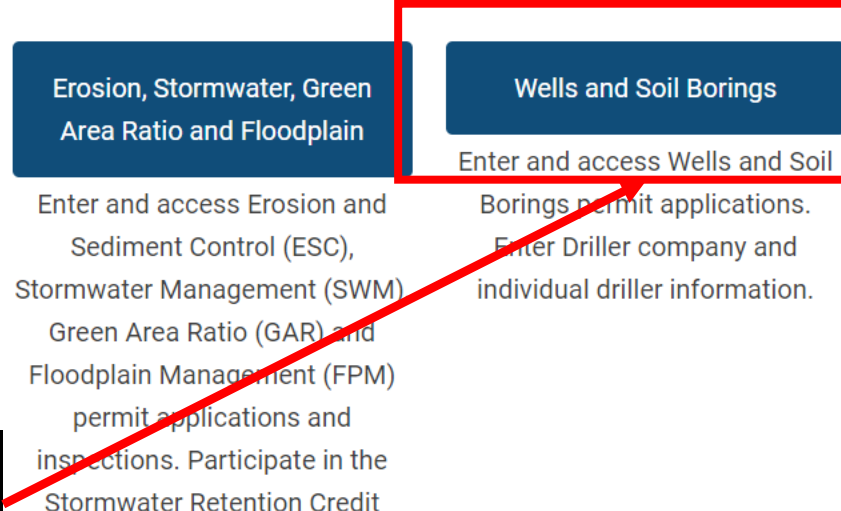 Erosion, Stormwater, Green
Area Ratio and Floodplain
Enter and access Erosion and
Sediment Control (ESC),
Stormwater Management (SWM)
Green Area Ratio (GAR) and
Floodplain Management (FPM)
permit applications and
inspections. Participate in the
Stormwater Retention Credit
Wells and Soil Borings
Enter and access Wells and Soil
Borings permit applications.
Enter Driller company and
individual driller information.